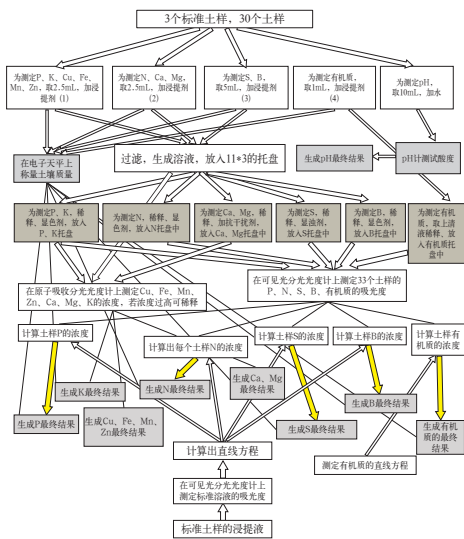 3个标准土样，30个土样
为测定P、K、Cu、Fe、
Mn、Zn，取2.5mL，加浸
提剂（1）
为测定N、Ca、Mg，
取2.5mL，加浸提剂
（2）
为测定S、B，
取5mL，加浸提剂
（3）
为测定有机质，
取1mL，加浸提剂
（4）
为测定pH，
取10mL，加水
在电子天平上
称量土壤质量
过滤，生成溶液，放入11*3的托盘
生成pH最终结果
pH计测试酸度
为测定P、K，稀
释、显色剂，放入
P、K托盘
为测定N，稀释、显
色剂，放入N托盘中
为测定Ca、Mg，稀
释、加抗干扰剂，
放入Ca、Mg托盘中
为测定S，稀
释、显浊剂，
放入S托盘中
为测定B，稀
释、显色剂，
放入B托盘中
为测定有机
质，取上清
液稀释、放
入有机质托
盘中
在原子吸收分光光度计上测定Cu、Fe、Mn、
Zn、Ca、Mg、K的浓度，若浓度过高可稀释
在可见光分光光度计上测定33个土样的
P、N、S、B、有机质的吸光度
计算土样P的浓度
计算出每个土样N的浓度
计算土样S的浓度
计算土样B的浓度
计算土样有
机质的浓度
生成K最终结果
生成N最终结果
生成Ca、Mg
最终结果
生成B最终结果
生成P最终结果
生成Cu、Fe、Mn、
Zn最终结果
生成S最终结果
生成有机
质的最终
结果
计算出直线方程
测定有机质的直线方程
在可见光分光光度计上
测定标准溶液的吸光度
标准土样的浸提液